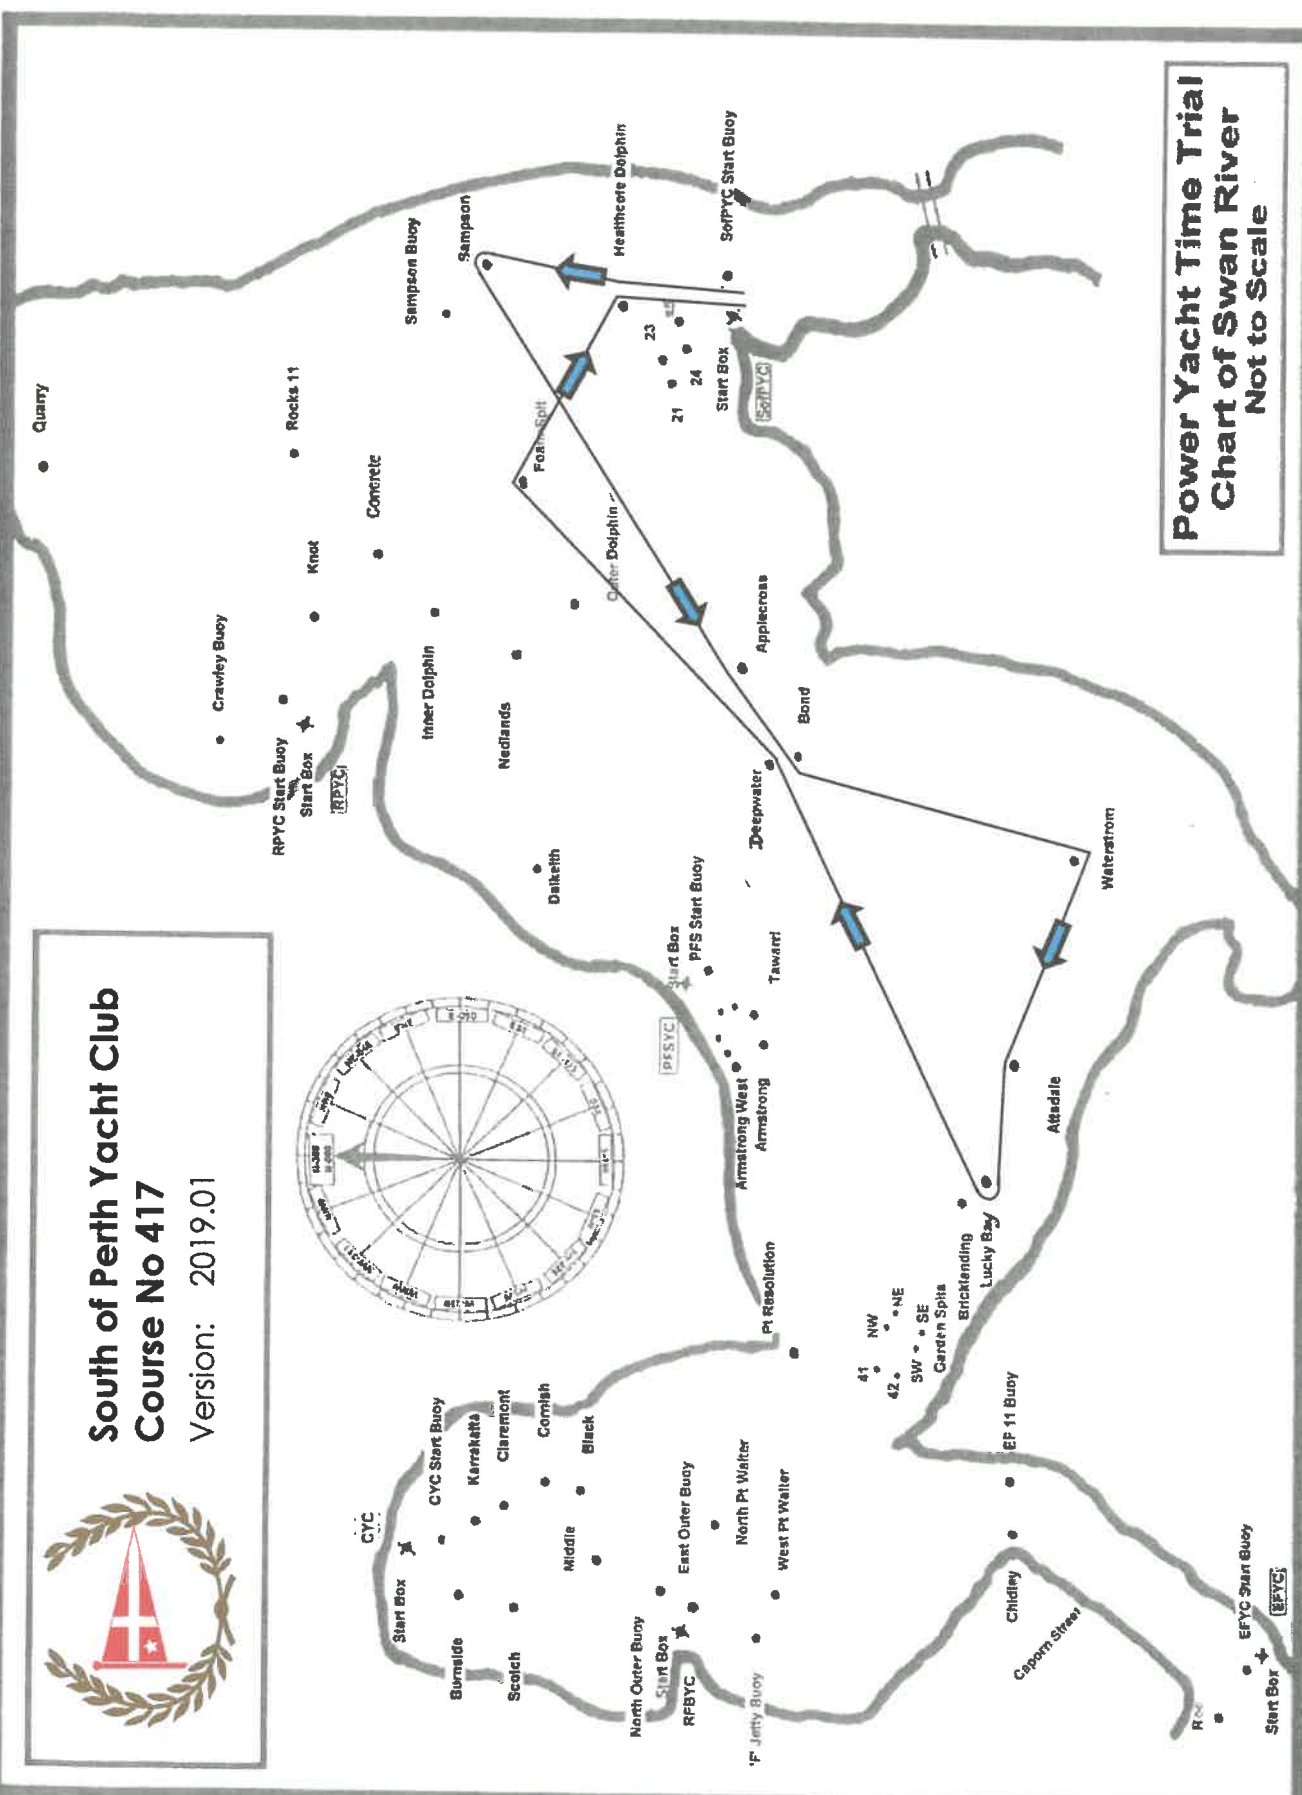 South of Perth Yacht Club
Course No 417
Version: 2019.01
Power Yacht Time Trial
Chart of Swan River
Not to Scale
Quarry
Rocks 11
Concrete
Knot
Crawley Buoy
RPYC Start Buoy
Start Box
RPYC
Inner Dolphin
Nedlands
Dalkeith
Sampson Buoy
Sampson
Heathcote Dolphin
SofPYC Start Buoy
23
21
24
Start Box
SofPYC
Outer Dolphin
Applecross
Bond
Deepwater
Waterstrom
PFS Start Buoy
Start Box
PFSYC
Tawarri
Armstrong West
Armstrong
Attadale
Lucky Bay
Bricklanding
Garden Spits
NW
NE
SW
SE
41
42
Pt Resolution
CYC
CYC Start Buoy
Karrakatta
Claremont
Cornish
Black
Start Box
Burnside
Scotch
Middle
East Outer Buoy
North Outer Buoy
Start Box
RFBYC
'F' Jetty Buoy
North Pt Walter
West Pt Walter
EF 11 Buoy
Chidley
Caporn Street
EFYC Start Buoy
EFYC
Start Box